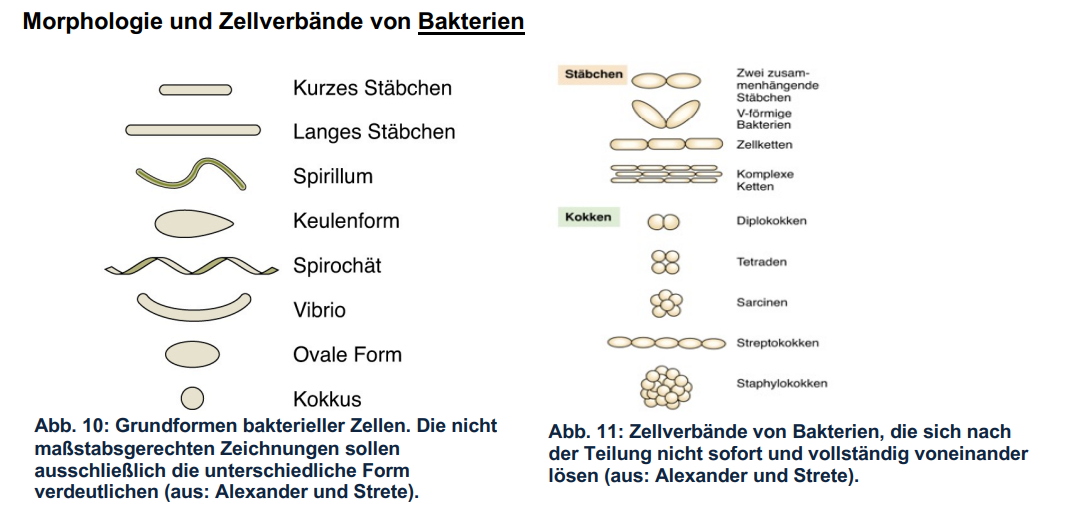 Morphologie und Zellverbände von Bakterien
Kurzes Stäbchen
Langes Stäbchen
Spirillum
Keulenform
Spirochät
Vibrio
Ovale Form
Kokkus
Abb. 10: Grundformen bakterieller Zellen. Die nicht
maßstabsgerechten Zeichnungen sollen
ausschließlich die unterschiedliche Form
verdeutlichen (aus: Alexander und Strete).
Stäbchen
Zwei zusam-
menhängende
Stäbchen
V-förmige
Bakterien
Zellketten
Komplexe
Ketten
Kokken
Diplokokken
Tetraden
Sarcinen
Streptokokken
Staphylokokken
Abb. 11: Zellverbände von Bakterien, die sich nach
der Teilung nicht sofort und vollständig voneinander
lösen (aus: Alexander und Strete).